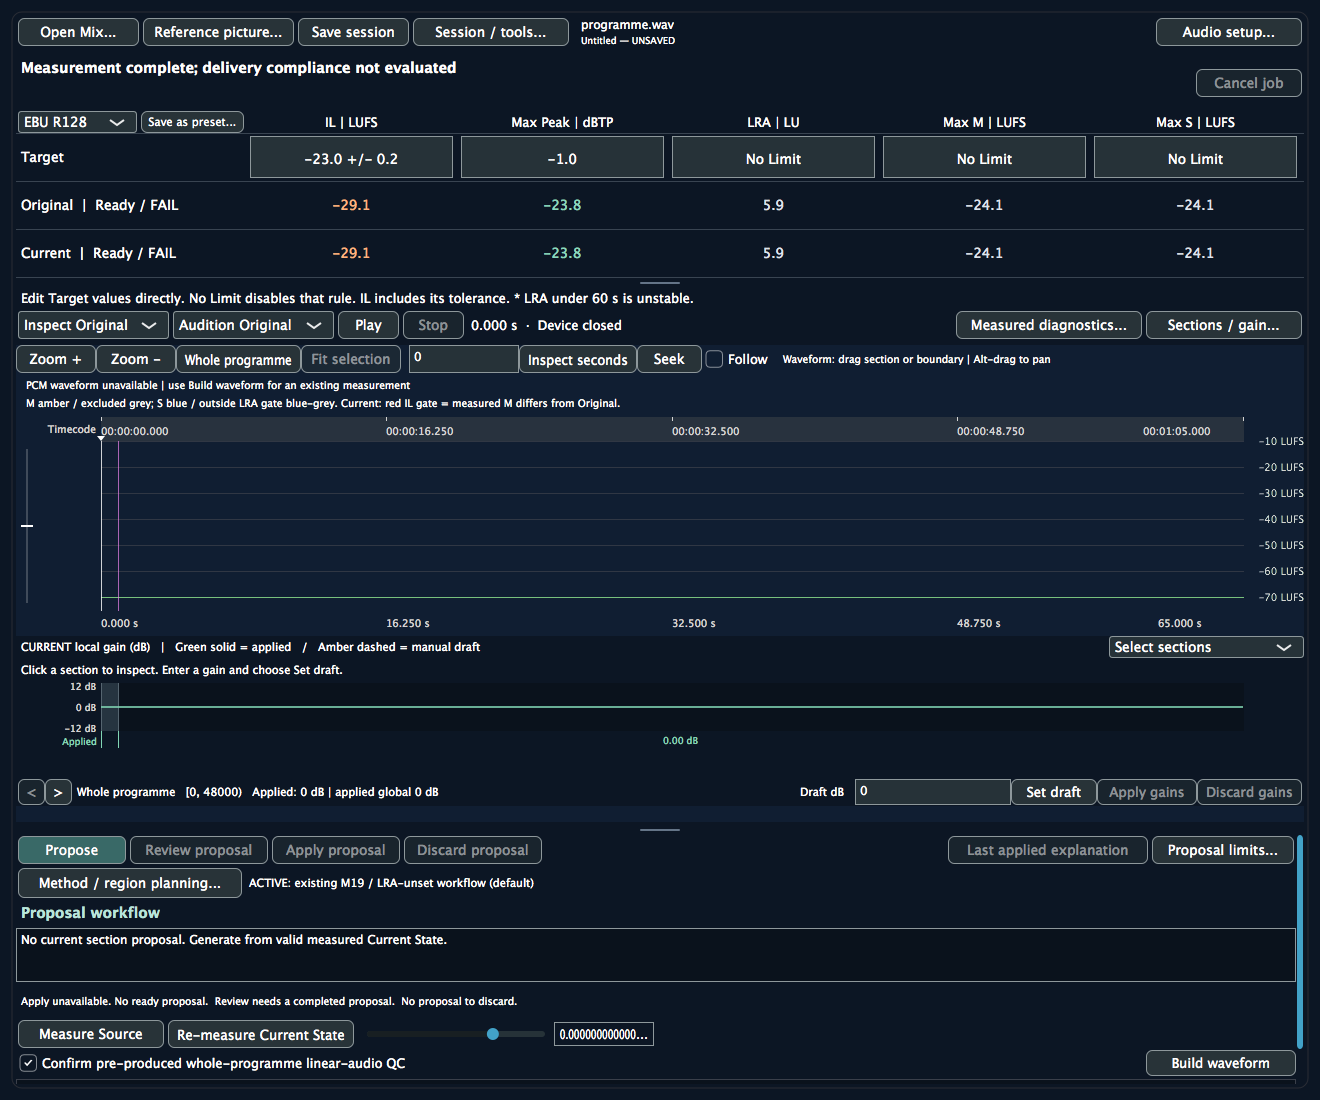 Open Mix... Reference picture... Save session Session / tools... programme.wav Audio setup...
Untitled — UNSAVED
Measurement complete; delivery compliance not evaluated
Cancel job
EBU R128 Save as preset... IL | LUFS Max Peak | dBTP LRA | LU Max M | LUFS Max S | LUFS
Target -23.0 +/- 0.2 -1.0 No Limit No Limit No Limit
Original | Ready / FAIL -29.1 -23.8 5.9 -24.1 -24.1
Current | Ready / FAIL -29.1 -23.8 5.9 -24.1 -24.1
Edit Target values directly. No Limit disables that rule. IL includes its tolerance. * LRA under 60 s is unstable.
Inspect Original Audition Original Play Stop 0.000 s · Device closed Measured diagnostics... Sections / gain...
Zoom + Zoom − Whole programme Fit selection 0 Inspect seconds Seek Follow Waveform: drag section or boundary | Alt-drag to pan
PCM waveform unavailable | use Build waveform for an existing measurement
M amber / excluded grey; S blue / outside LRA gate blue-grey. Current: red IL gate = measured M differs from Original.
Timecode 00:00:00.000 00:00:16.250 00:00:32.500 00:00:48.750 00:01:05.000
-10 LUFS
-20 LUFS
-30 LUFS
-40 LUFS
-50 LUFS
-60 LUFS
-70 LUFS
0.000 s 16.250 s 32.500 s 48.750 s 65.000 s
CURRENT local gain (dB) | Green solid = applied / Amber dashed = manual draft Select sections
Click a section to inspect. Enter a gain and choose Set draft.
12 dB
0 dB
-12 dB
Applied 0.00 dB
< > Whole programme [0, 48000) Applied: 0 dB | applied global 0 dB Draft dB 0 Set draft Apply gains Discard gains
Propose Review proposal Apply proposal Discard proposal Last applied explanation Proposal limits...
Method / region planning... ACTIVE: existing M19 / LRA-unset workflow (default)
Proposal workflow
No current section proposal. Generate from valid measured Current State.
Apply unavailable. No ready proposal. Review needs a completed proposal. No proposal to discard.
Measure Source Re-measure Current State 0.000000000000...
Confirm pre-produced whole-programme linear-audio QC Build waveform